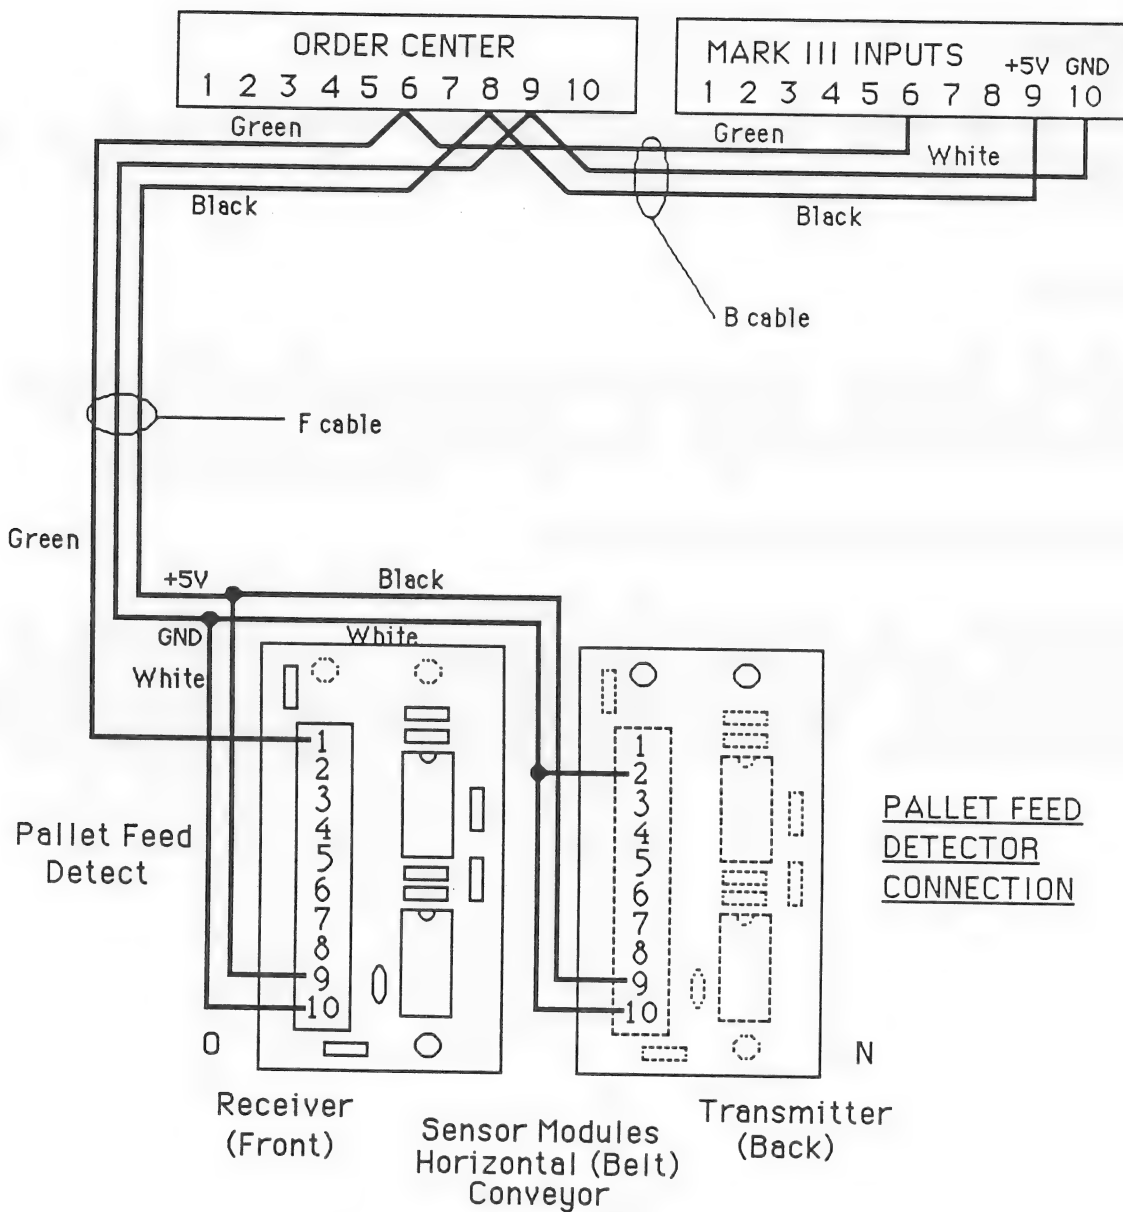 ORDER CENTER
1 2 3 4 5 6 7 8 9 10
MARK III INPUTS +5V GND
1 2 3 4 5 6 7 8 9 10
Green
Green
White
Black
Black
B cable
F cable
Green
+5V
Black
GND
White
White
1
2
3
4
5
6
7
8
9
10
1
2
3
4
5
6
7
8
9
10
Pallet Feed
Detect
PALLET FEED
DETECTOR
CONNECTION
N
Receiver
(Front)
Sensor Modules
Horizontal (Belt)
Conveyor
Transmitter
(Back)